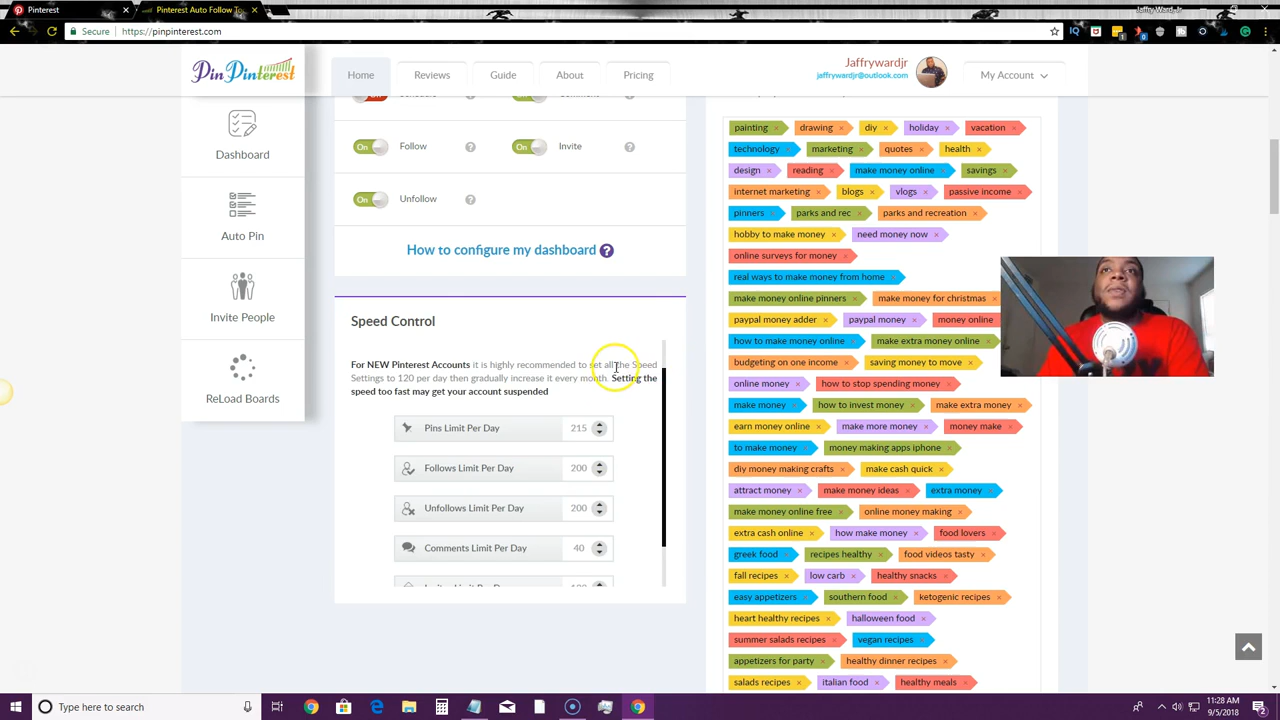 Pinterest
Pinterest Auto Follow To
Jaffy Ward-Jr
Secure
https://pinpinterest.com
PinPinterest
Home
Reviews
Guide
About
Pricing
Jaffrywardjr
jaffrywardjr@outlook.com
My Account
Dashboard
Auto Pin
Invite People
ReLoad Boards
On Follow ?
On Invite ?
On Unfollow ?
How to configure my dashboard ?
Speed Control
For NEW Pinterest Accounts it is highly recommended to set all the Speed
Settings to 120 per day then gradually increase it every month. Setting the
speed too fast may get your account suspended
Pins Limit Per Day 215
Follows Limit Per Day 200
Unfollows Limit Per Day 200
Comments Limit Per Day 40
painting × drawing × diy × holiday × vacation ×
technology × marketing × quotes × health ×
design × reading × make money online × savings ×
internet marketing × blogs × vlogs × passive income ×
pinners × parks and rec × parks and recreation ×
hobby to make money × need money now ×
online surveys for money ×
real ways to make money from home ×
make money online pinners × make money for christmas ×
paypal money adder × paypal money × money online
how to make money online × make extra money online ×
budgeting on one income × saving money to move ×
online money × how to stop spending money ×
make money × how to invest money × make extra money ×
earn money online × make more money × money make ×
to make money × money making apps iphone ×
diy money making crafts × make cash quick ×
attract money × make money ideas × extra money ×
make money online free × online money making ×
extra cash online × how make money × food lovers ×
greek food × recipes healthy × food videos tasty ×
fall recipes × low carb × healthy snacks ×
easy appetizers × southern food × ketogenic recipes ×
heart healthy recipes × halloween food ×
summer salads recipes × vegan recipes ×
appetizers for party × healthy dinner recipes ×
salads recipes × italian food × healthy meals ×
Type here to search
11:28 AM
9/5/2018